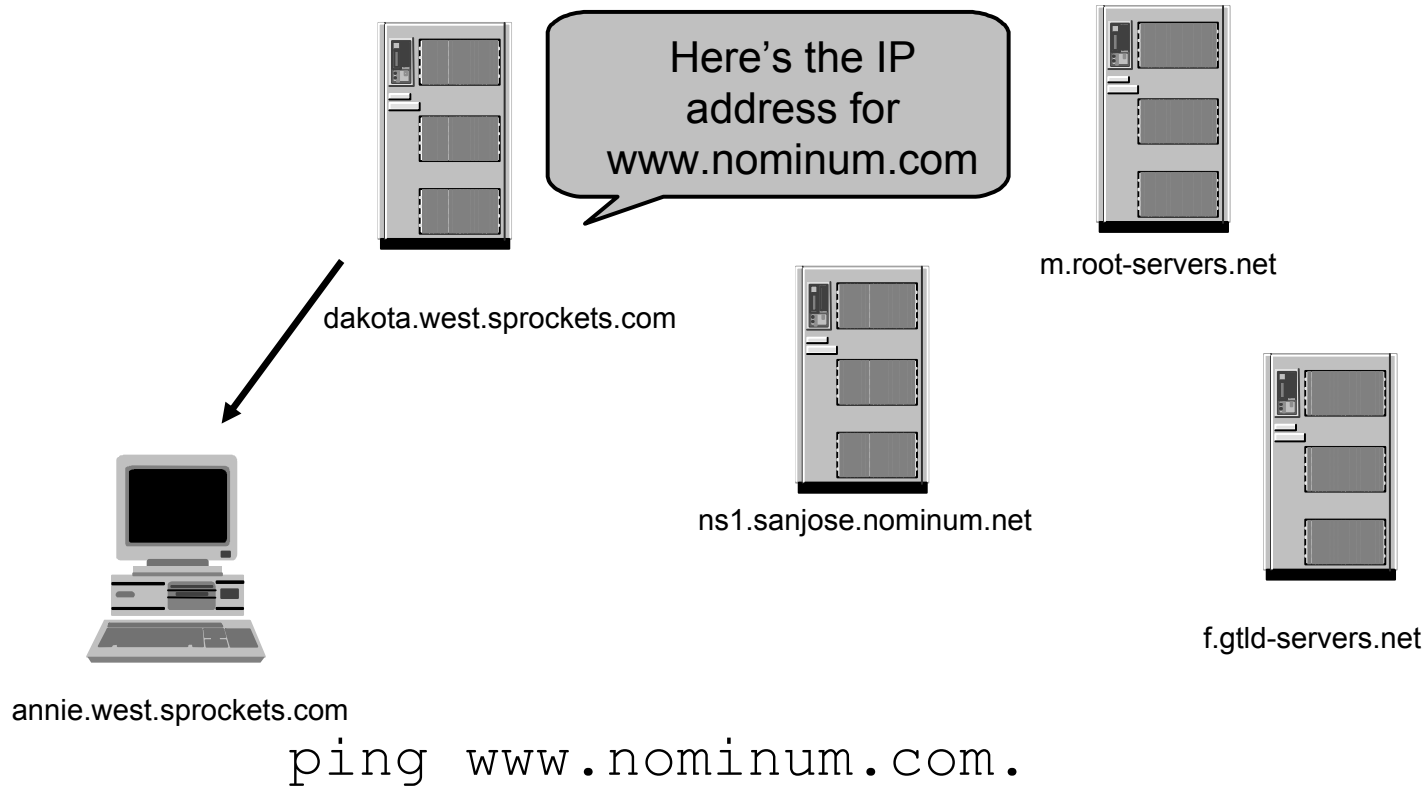 Here’s the IP
address for
www.nominum.com
m.root-servers.net
dakota.west.sprockets.com
ns1.sanjose.nominum.net
f.gtld-servers.net
annie.west.sprockets.com
ping www.nominum.com.